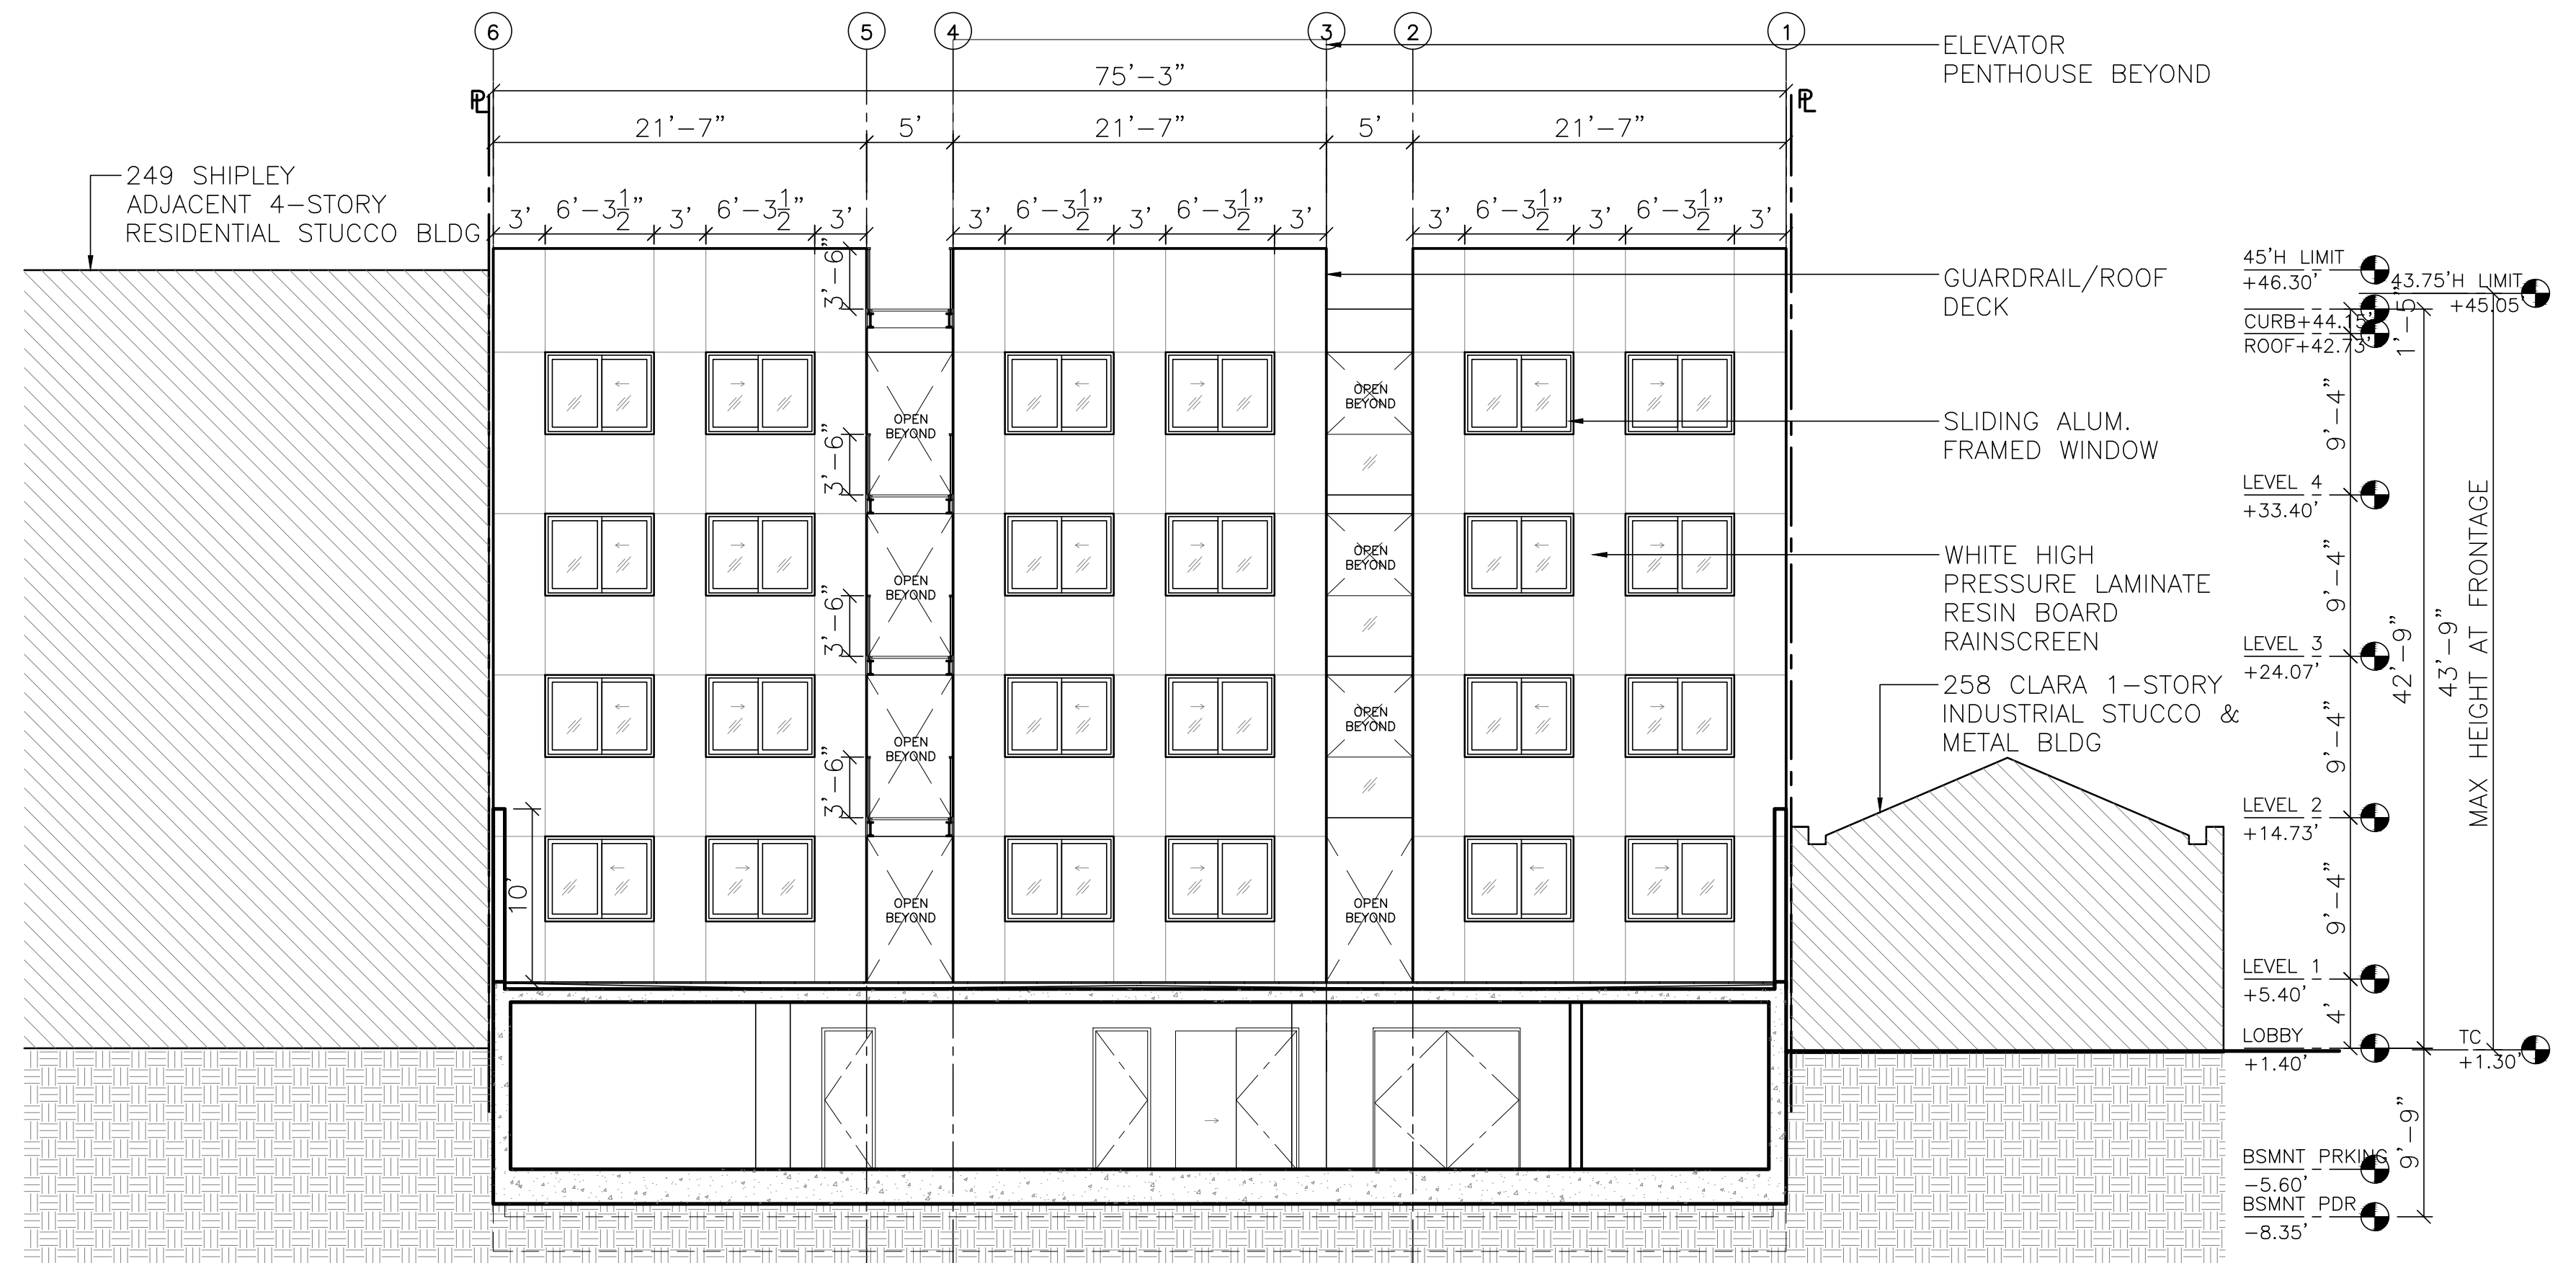 6 5 4 3 2 1
ELEVATOR
PENTHOUSE BEYOND
75'-3"
PL PL
21'-7" 5' 21'-7" 5' 21'-7"
249 SHIPLEY
ADJACENT 4-STORY
RESIDENTIAL STUCCO BLDG
3' 6'-3½" 3' 6'-3½" 3' 3' 6'-3½" 3' 6'-3½" 3' 3' 6'-3½" 3' 6'-3½" 3'
3'-6"
3'-6"
3'-6"
3'-6"
GUARDRAIL/ROOF
DECK
SLIDING ALUM.
FRAMED WINDOW
WHITE HIGH
PRESSURE LAMINATE
RESIN BOARD
RAINSCREEN
258 CLARA 1-STORY
INDUSTRIAL STUCCO &
METAL BLDG
OPEN
BEYOND
OPEN
BEYOND
OPEN
BEYOND
OPEN
BEYOND
OPEN
BEYOND
OPEN
BEYOND
OPEN
BEYOND
OPEN
BEYOND
10'
45'H LIMIT
+46.30'
43.75'H LIMIT
+45.05'
CURB+44.15'
ROOF+42.73'
1'-5"
9'-4"
LEVEL 4
+33.40'
9'-4"
LEVEL 3
+24.07'
9'-4"
LEVEL 2
+14.73'
9'-4"
LEVEL 1
+5.40'
4'
LOBBY
+1.40'
TC
+1.30'
42'-9"
43'-9"
MAX HEIGHT AT FRONTAGE
9'-9"
BSMNT PRKING
-5.60'
BSMNT PDR
-8.35'